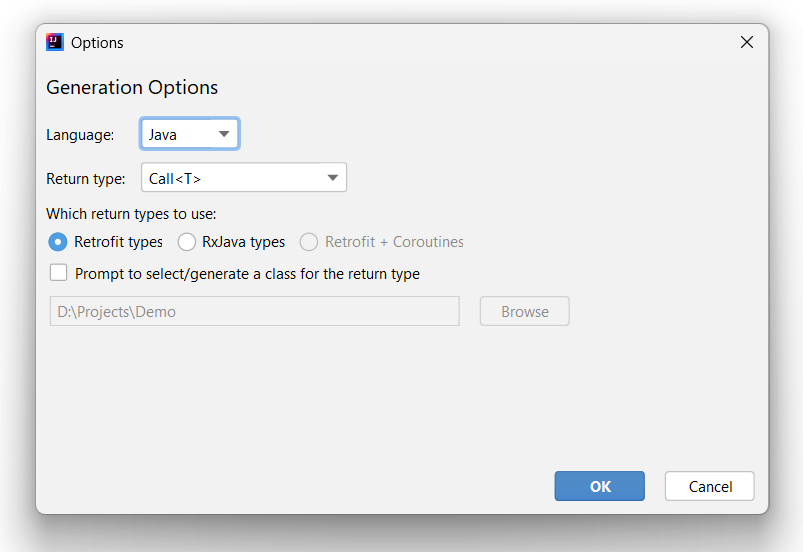 Options
Generation Options
Language: Java
Return type: Call<T>
Which return types to use:
Retrofit types RxJava types Retrofit + Coroutines
Prompt to select/generate a class for the return type
D:\Projects\Demo Browse
OK Cancel